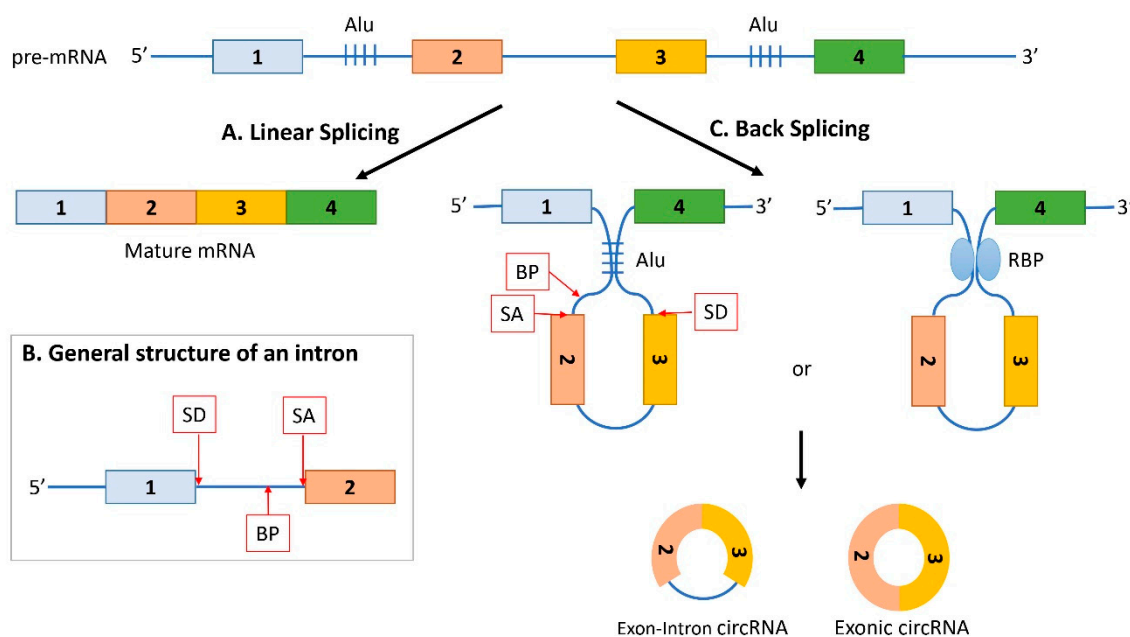 Alu
Alu
pre-mRNA 5’ 1 2 3 4 3’
A. Linear Splicing
C. Back Splicing
1 2 3 4
Mature mRNA
5’ 1 4 3’
Alu
BP
SA
SD
2 3
or
5’ 1 4 3’
RBP
2 3
B. General structure of an intron
SD
SA
5’ 1 2
BP
2 3
Exon-Intron circRNA
2 3
Exonic circRNA